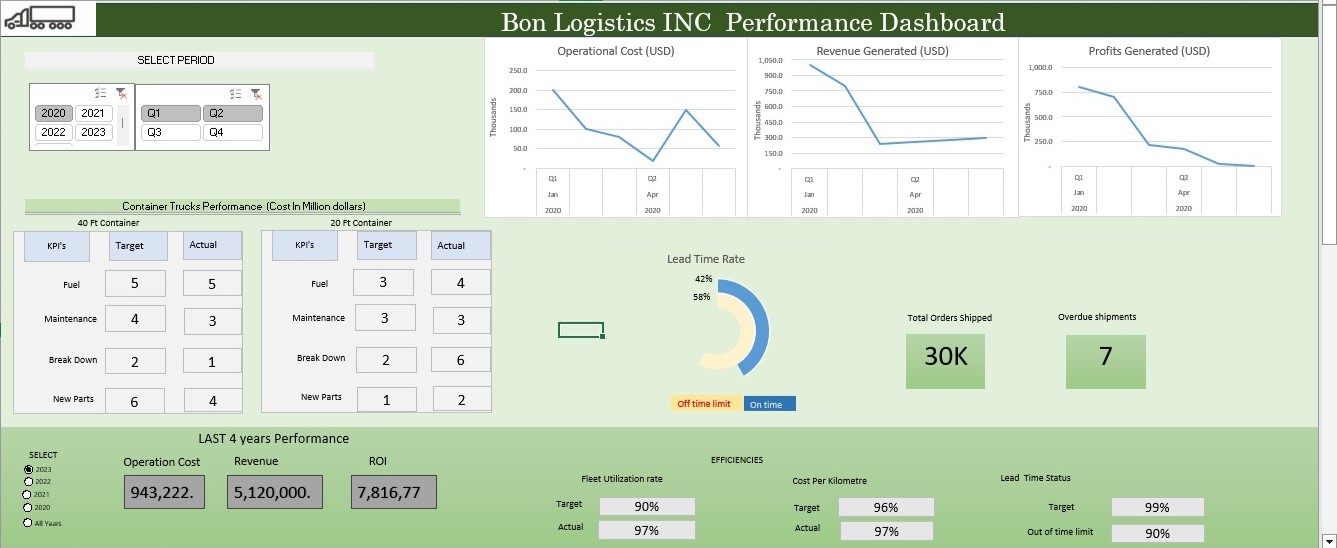 Bon Logistics INC  Performance Dashboard
SELECT PERIOD
2020 2021
2022 2023
Q1 Q2
Q3 Q4
Operational Cost (USD)
Thousands
250.0
200.0
150.0
100.0
50.0
-
Q1 Q2
Jan Apr
2020 2020
Revenue Generated (USD)
Thousands
1,050.0
900.0
750.0
600.0
450.0
300.0
150.0
-
Q1 Q2
Jan Apr
2020 2020
Profits Generated (USD)
Thousands
1,000.0
750.0
500.0
250.0
-
Q1 Q2
Jan Apr
2020 2020
Container Trucks Performance (Cost In Million dollars)
40 Ft Container
KPI's Target Actual
Fuel 5 5
Maintenance 4 3
Break Down 2 1
New Parts 6 4
20 Ft Container
KPI's Target Actual
Fuel 3 4
Maintenance 3 3
Break Down 2 6
New Parts 1 2
Lead Time Rate
42%
58%
Off time limit On time
Total Orders Shipped
30K
Overdue shipments
7
LAST 4 years Performance
SELECT
2023
2022
2021
2020
All Years
Operation Cost Revenue ROI
943,222. 5,120,000. 7,816,77
EFFICIENCIES
Fleet Utilization rate
Target 90%
Actual 97%
Cost Per Kilometre
Target 96%
Actual 97%
Lead  Time Status
Target 99%
Out of time limit 90%